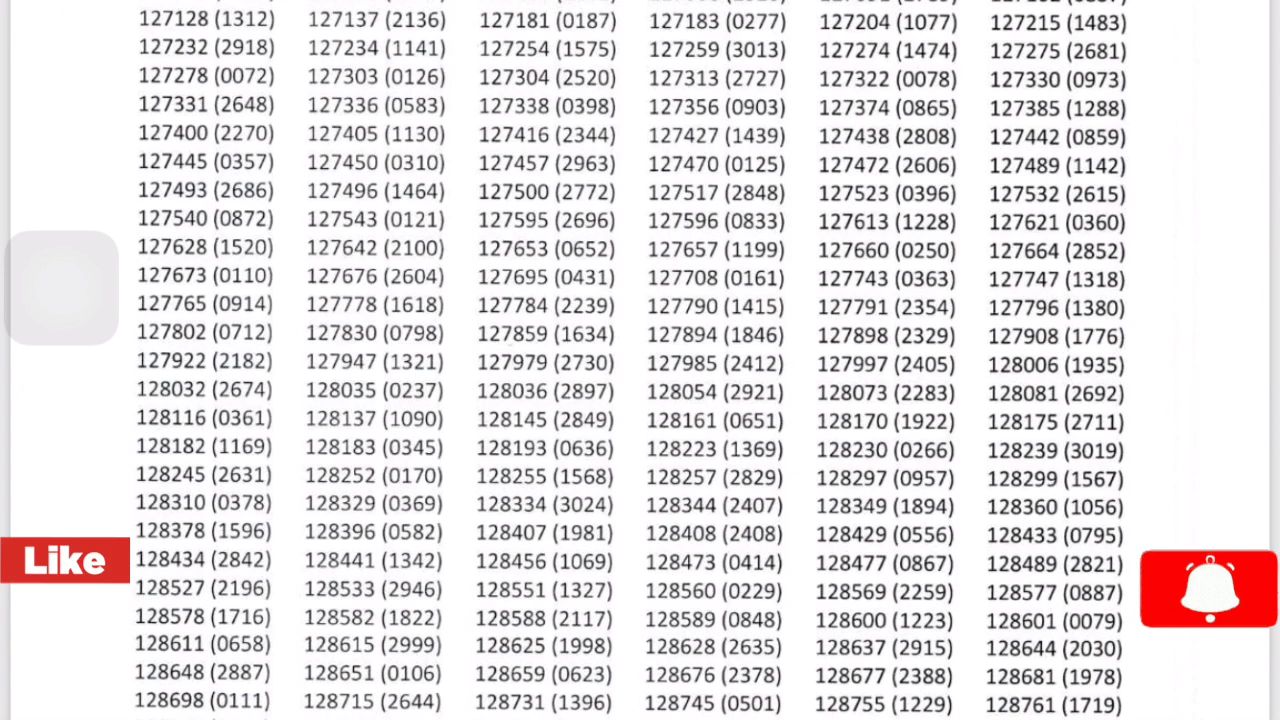 127128 (1312) 127137 (2136) 127181 (0187) 127183 (0277) 127204 (1077) 127215 (1483)
127232 (2918) 127234 (1141) 127254 (1575) 127259 (3013) 127274 (1474) 127275 (2681)
127278 (0072) 127303 (0126) 127304 (2520) 127313 (2727) 127322 (0078) 127330 (0973)
127331 (2648) 127336 (0583) 127338 (0398) 127356 (0903) 127374 (0865) 127385 (1288)
127400 (2270) 127405 (1130) 127416 (2344) 127427 (1439) 127438 (2808) 127442 (0859)
127445 (0357) 127450 (0310) 127457 (2963) 127470 (0125) 127472 (2606) 127489 (1142)
127493 (2686) 127496 (1464) 127500 (2772) 127517 (2848) 127523 (0396) 127532 (2615)
127540 (0872) 127543 (0121) 127595 (2696) 127596 (0833) 127613 (1228) 127621 (0360)
127628 (1520) 127642 (2100) 127653 (0652) 127657 (1199) 127660 (0250) 127664 (2852)
127673 (0110) 127676 (2604) 127695 (0431) 127708 (0161) 127743 (0363) 127747 (1318)
127765 (0914) 127778 (1618) 127784 (2239) 127790 (1415) 127791 (2354) 127796 (1380)
127802 (0712) 127830 (0798) 127859 (1634) 127894 (1846) 127898 (2329) 127908 (1776)
127922 (2182) 127947 (1321) 127979 (2730) 127985 (2412) 127997 (2405) 128006 (1935)
128032 (2674) 128035 (0237) 128036 (2897) 128054 (2921) 128073 (2283) 128081 (2692)
128116 (0361) 128137 (1090) 128145 (2849) 128161 (0651) 128170 (1922) 128175 (2711)
128182 (1169) 128183 (0345) 128193 (0636) 128223 (1369) 128230 (0266) 128239 (3019)
128245 (2631) 128252 (0170) 128255 (1568) 128257 (2829) 128297 (0957) 128299 (1567)
128310 (0378) 128329 (0369) 128334 (3024) 128344 (2407) 128349 (1894) 128360 (1056)
128378 (1596) 128396 (0582) 128407 (1981) 128408 (2408) 128429 (0556) 128433 (0795)
Like
128434 (2842) 128441 (1342) 128456 (1069) 128473 (0414) 128477 (0867) 128489 (2821)
128527 (2196) 128533 (2946) 128551 (1327) 128560 (0229) 128569 (2259) 128577 (0887)
128578 (1716) 128582 (1822) 128588 (2117) 128589 (0848) 128600 (1223) 128601 (0079)
128611 (0658) 128615 (2999) 128625 (1998) 128628 (2635) 128637 (2915) 128644 (2030)
128648 (2887) 128651 (0106) 128659 (0623) 128676 (2378) 128677 (2388) 128681 (1978)
128698 (0111) 128715 (2644) 128731 (1396) 128745 (0501) 128755 (1229) 128761 (1719)